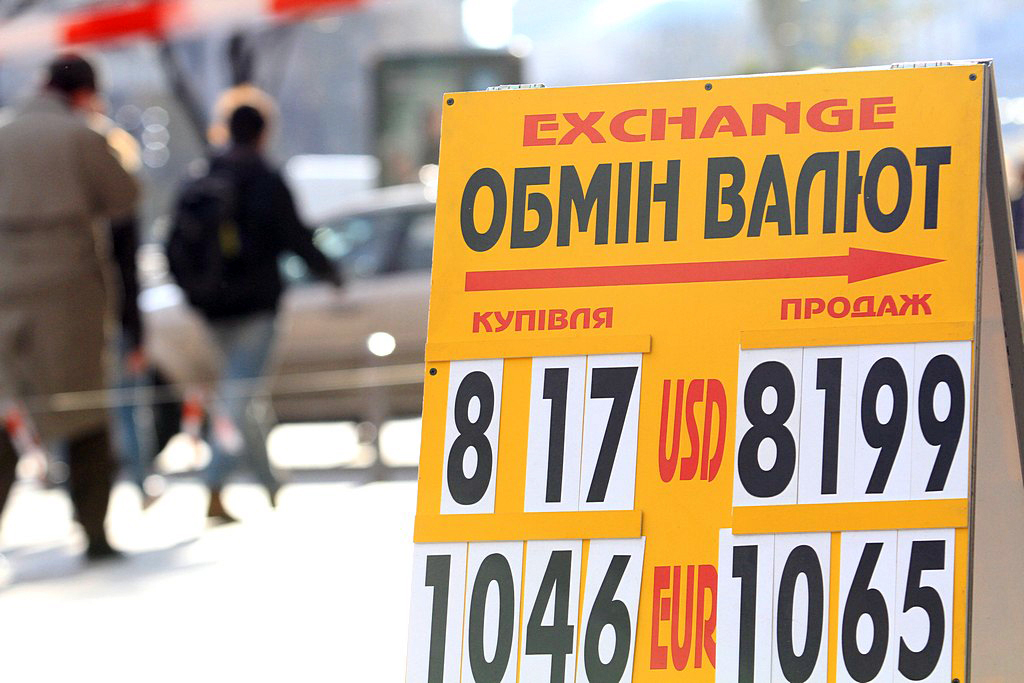 EXCHANGE
ОБМІН ВАЛЮТ
КУПІВЛЯ ПРОДАЖ
8 17 USD 8199
1046 EUR 1065